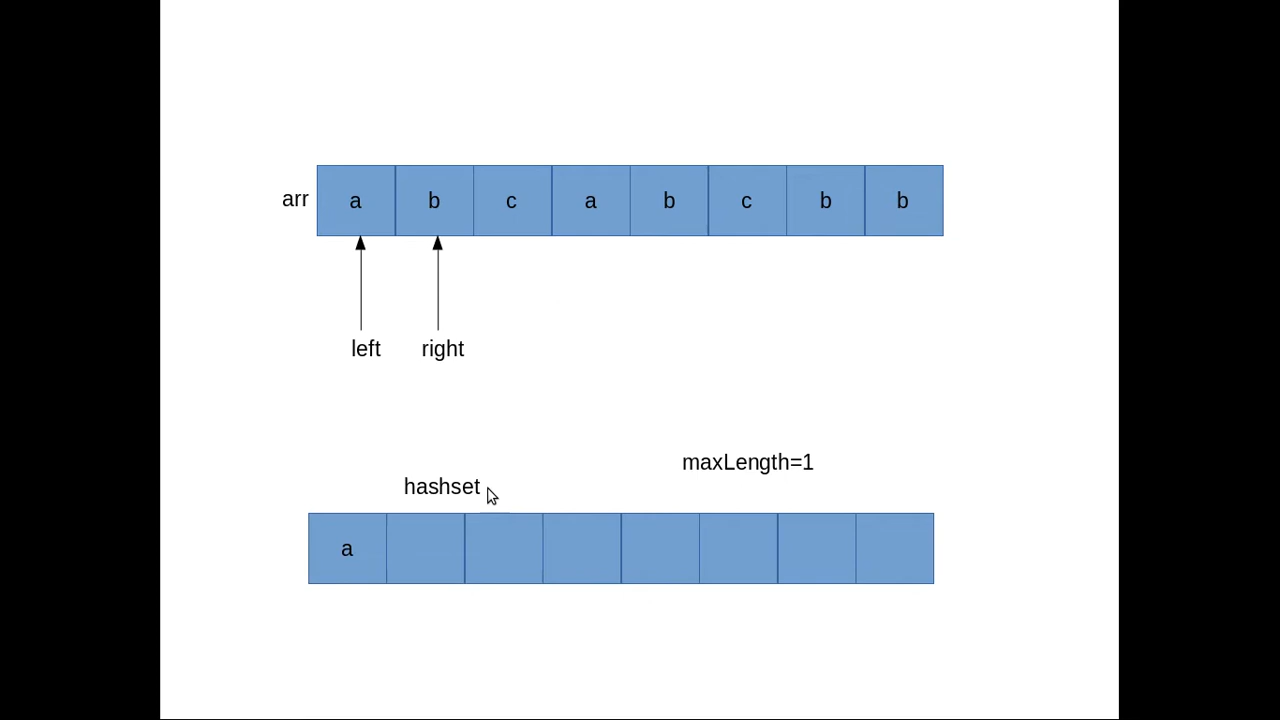 arr a b c a b c b b
left right
maxLength=1
hashset
a